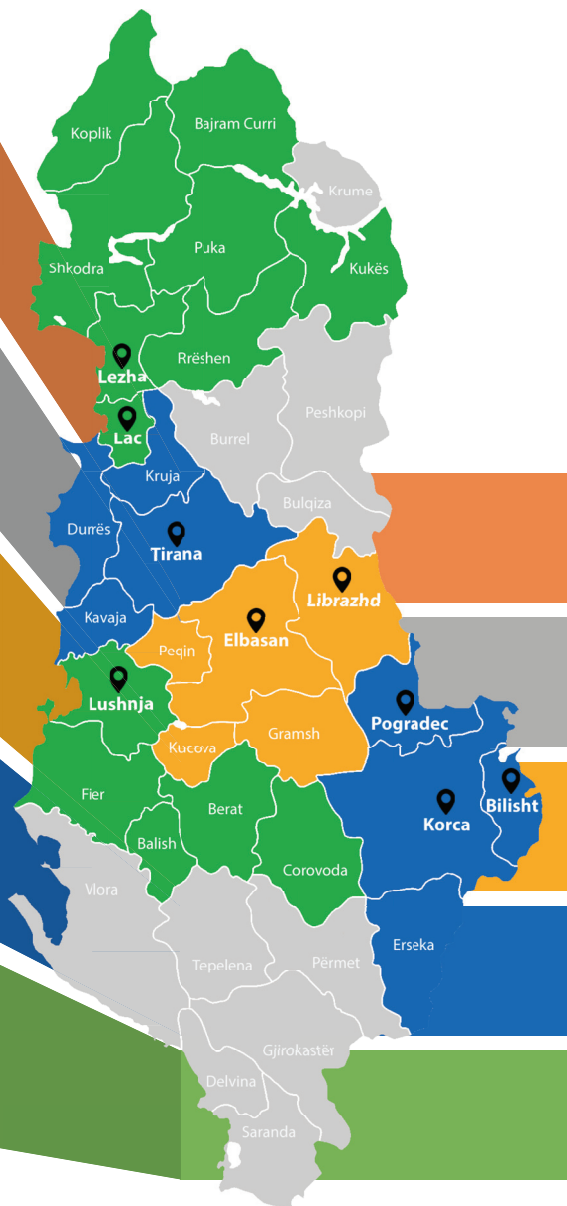 Koplik
Bajram Curri
Krume
Shkodra
Puka
Kukës
Lezha
Rrëshen
Lac
Burrel
Peshkopi
Kruja
Bulqiza
Durrës
Tirana
Librazhd
Kavaja
Elbasan
Peqin
Lushnja
Pogradec
Kucova
Gramsh
Fier
Berat
Korca
Bilisht
Balish
Corovoda
Vlora
Tepelena
Përmet
Erseka
Gjirokastër
Delvina
Saranda